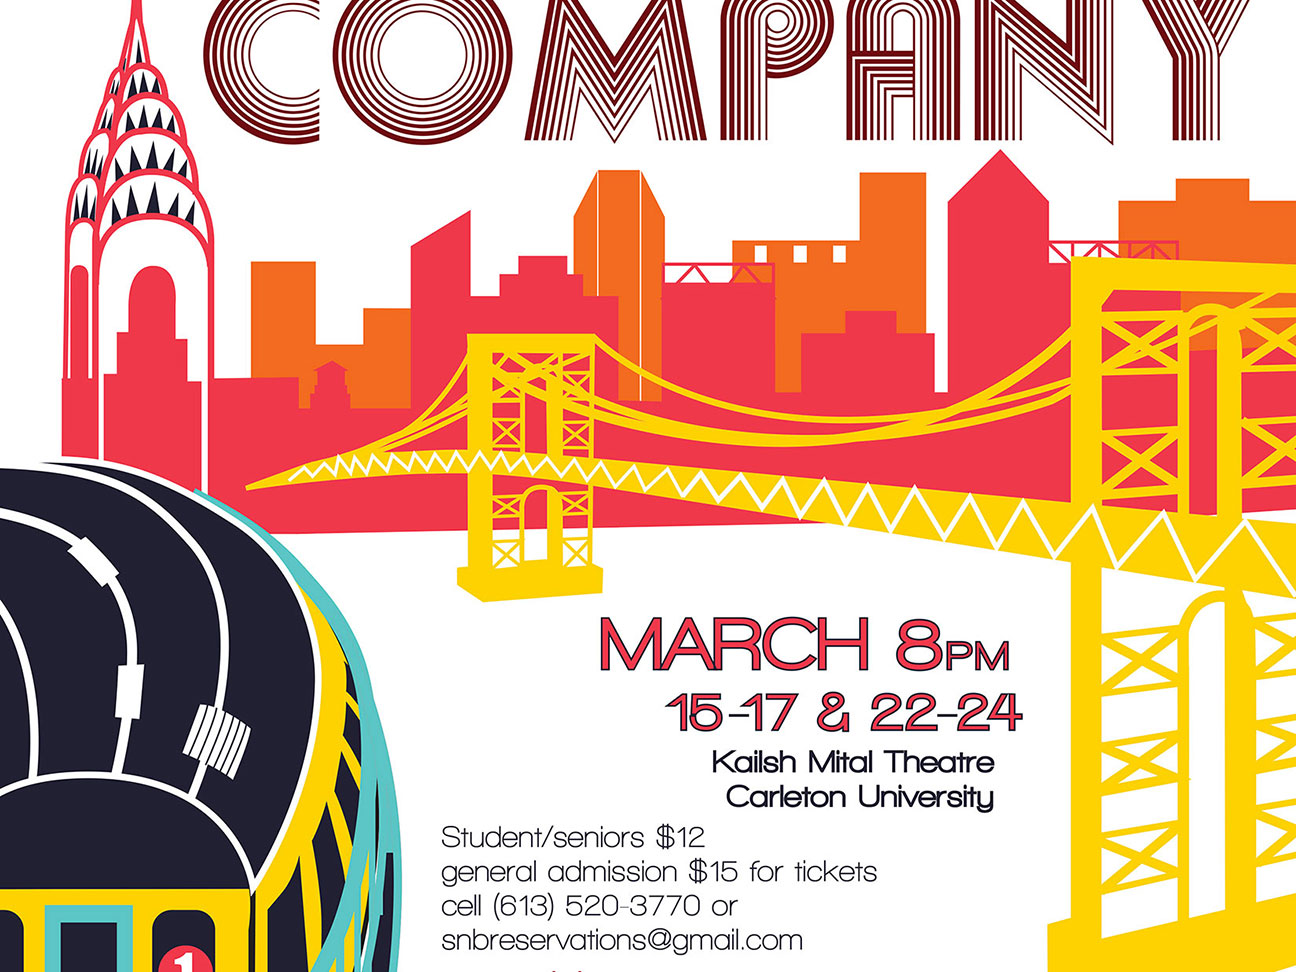 COMPANY
MARCH 8PM
15-17 & 22-24
Kailsh Mital Theatre
Carleton University
Student/seniors $12
general admission $15 for tickets
cell (613) 520-3770 or
snbreservations@gmail.com
1